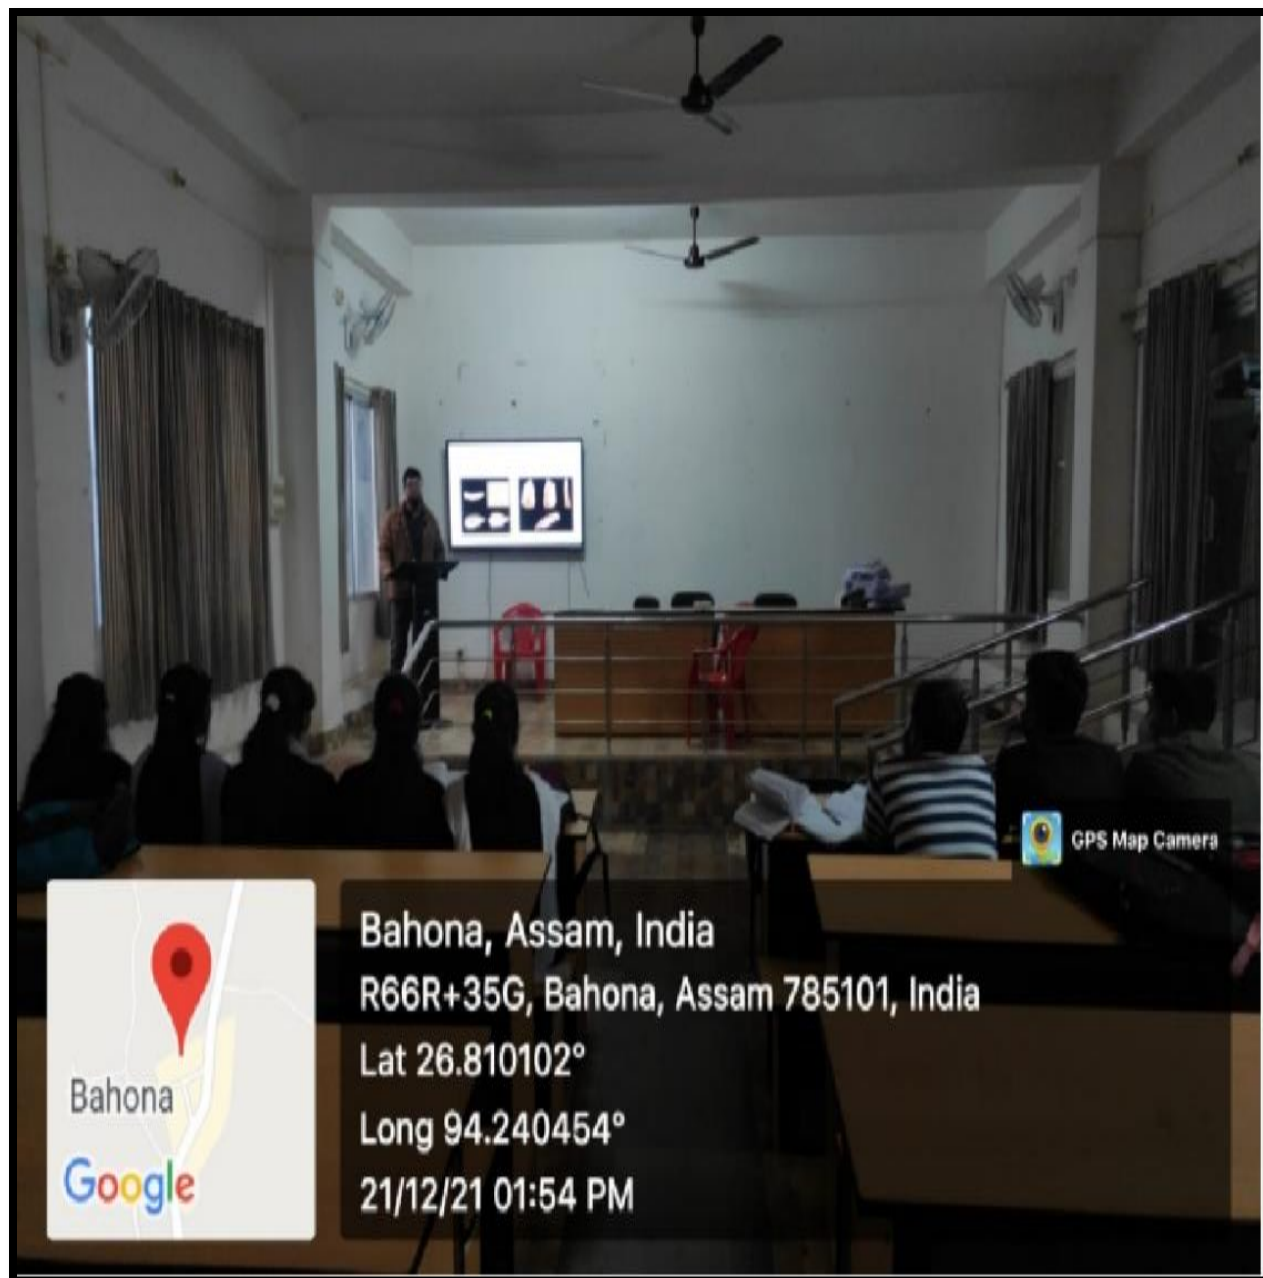 GPS Map Camera
Bahona, Assam, India
R66R+35G, Bahona, Assam 785101, India
Lat 26.810102°
Long 94.240454°
21/12/21 01:54 PM
Bahona
Google